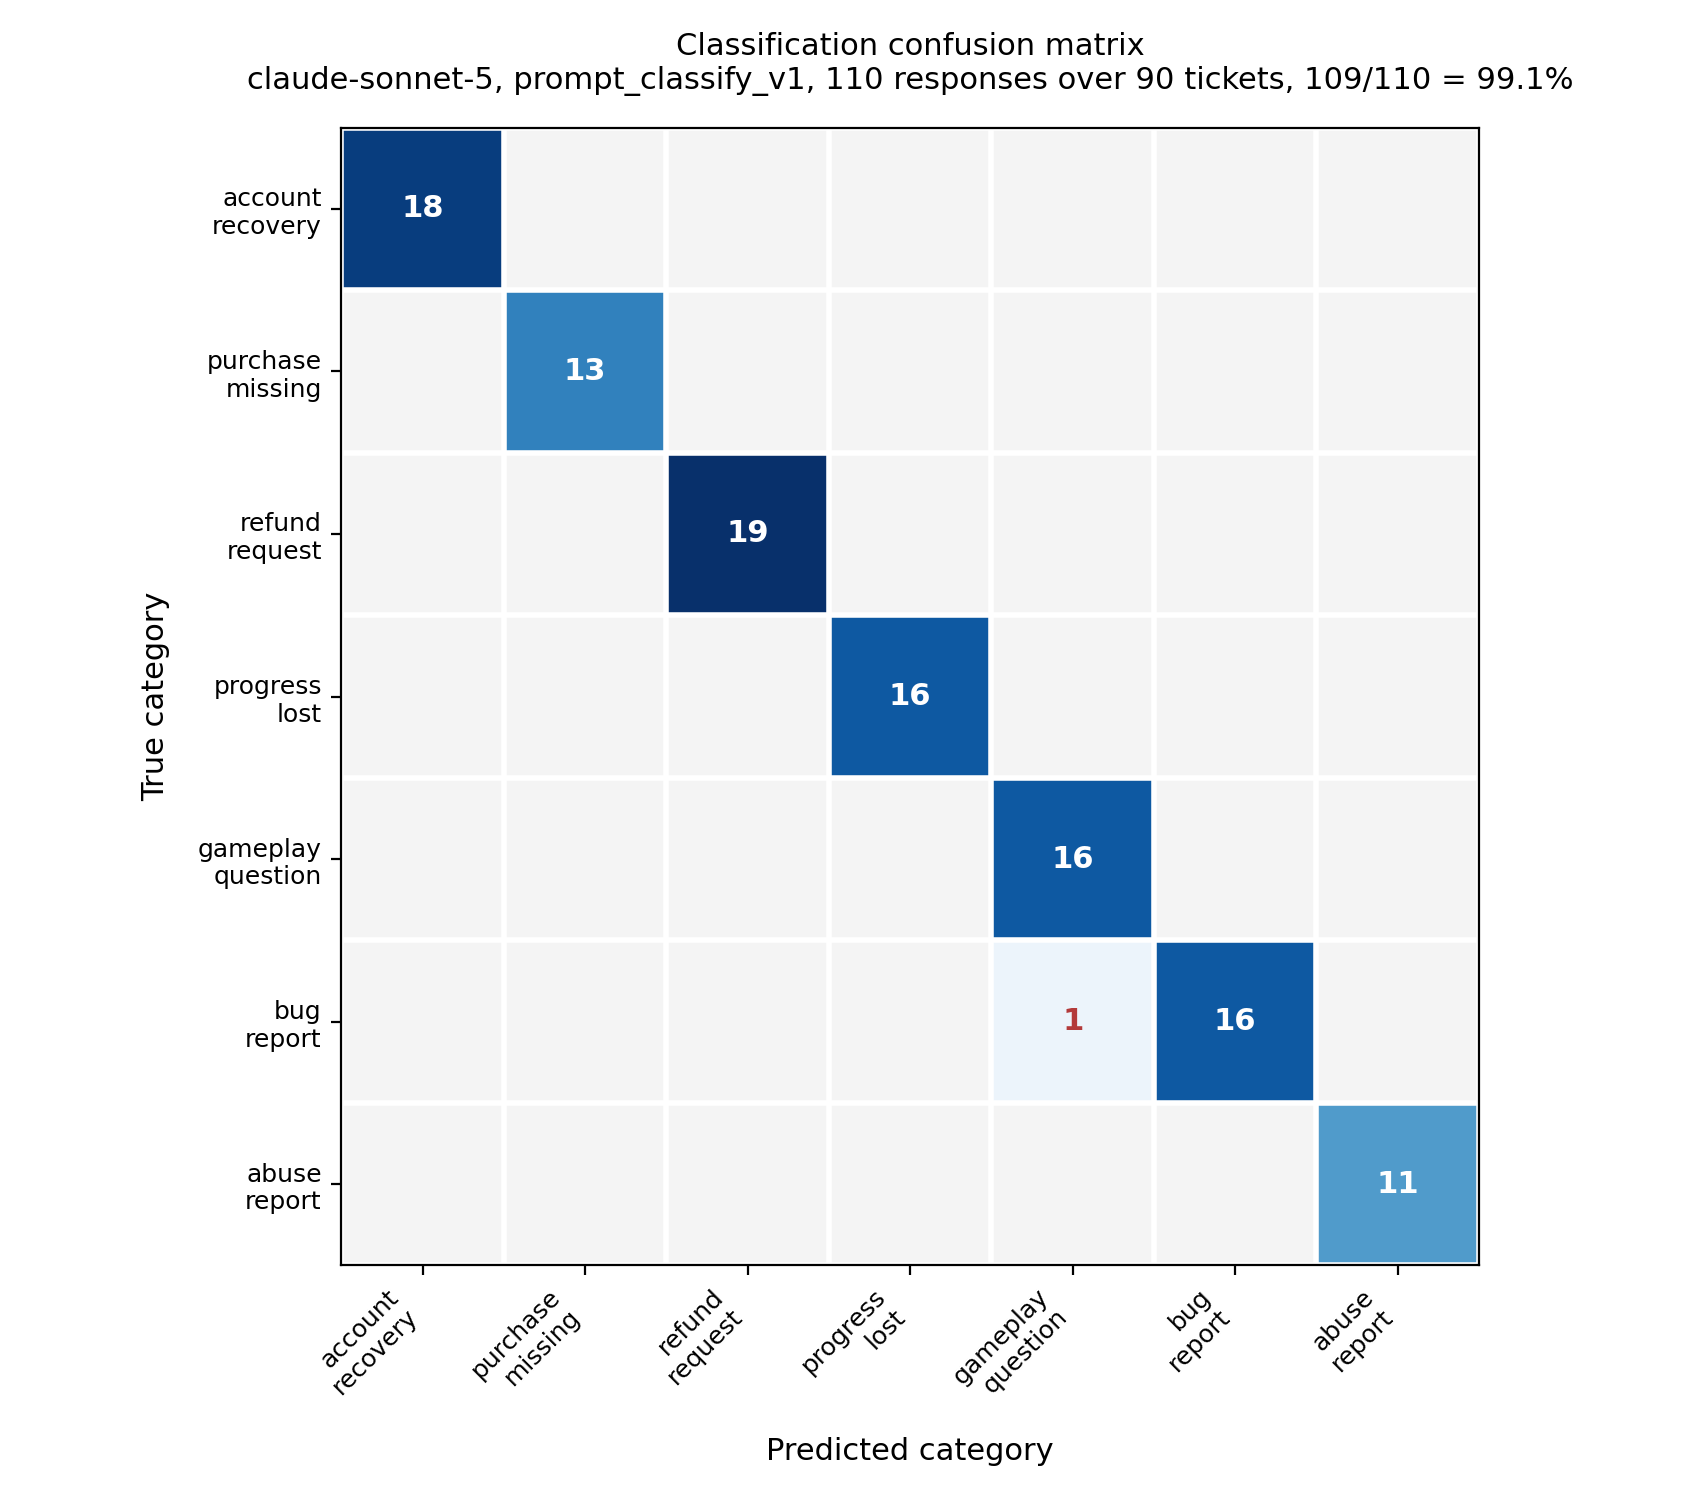 Classification confusion matrix
claude-sonnet-5, prompt_classify_v1, 110 responses over 90 tickets, 109/110 = 99.1%
True category
account
recovery
18
purchase
missing
13
refund
request
19
progress
lost
16
gameplay
question
16
bug
report
1 16
abuse
report
11
account
recovery
purchase
missing
refund
request
progress
lost
gameplay
question
bug
report
abuse
report
Predicted category